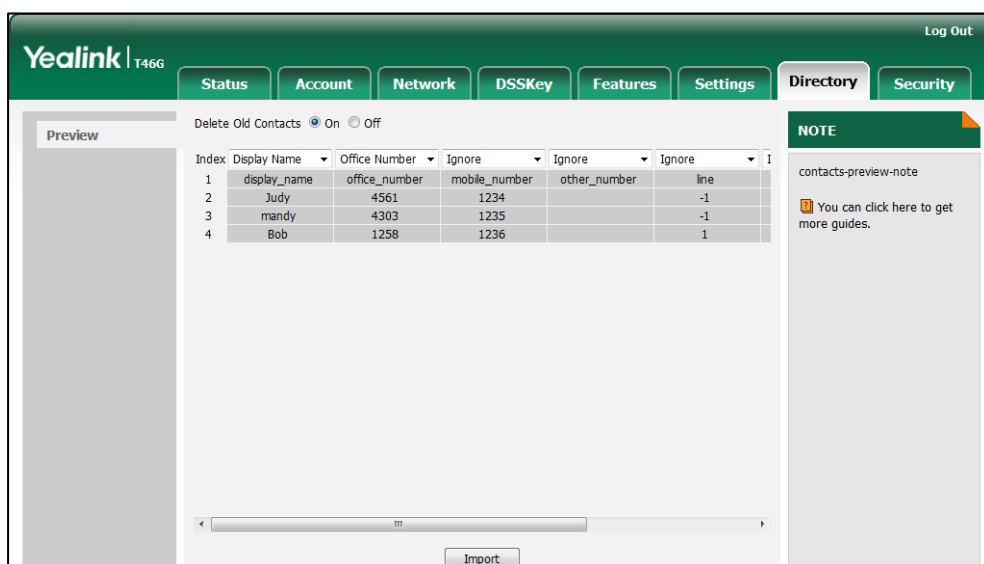 Log Out
Yealink T46G
Status Account Network DSSKey Features Settings Directory Security
Preview
Delete Old Contacts On Off
NOTE
Index Display Name Office Number Ignore Ignore Ignore I
1 display_name office_number mobile_number other_number line
2 Judy 4561 1234 -1
3 mandy 4303 1235 -1
4 Bob 1258 1236 1
contacts-preview-note
You can click here to get
more guides.
Import